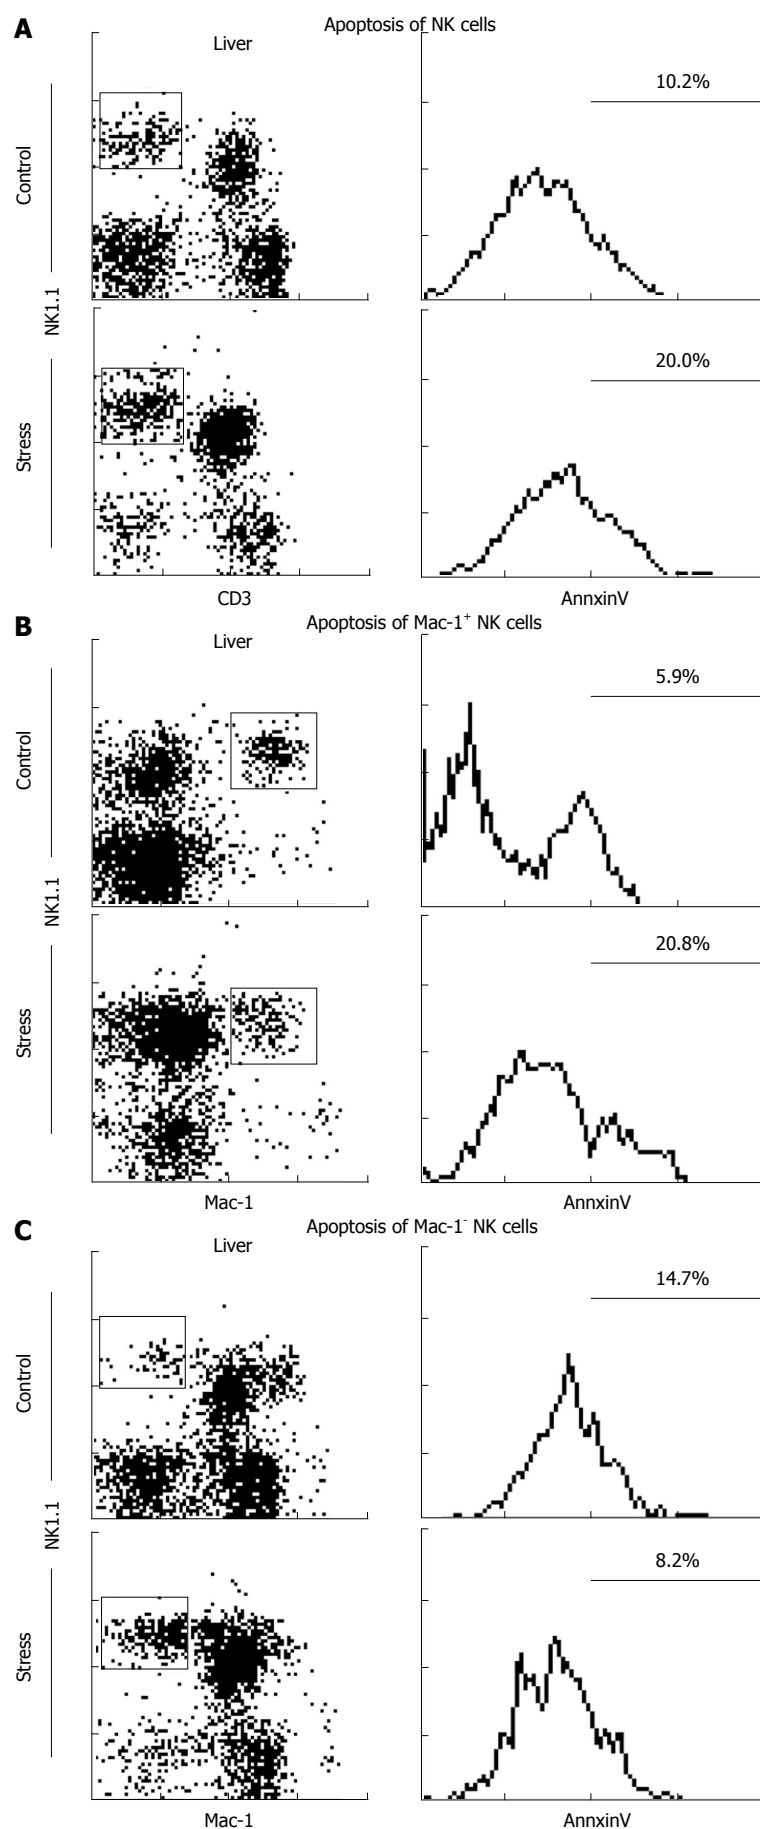 A
Apoptosis of NK cells
Liver
10.2%
Control
NK1.1
20.0%
Stress
CD3
AnnxinV
B
Apoptosis of Mac-1⁺ NK cells
Liver
5.9%
Control
NK1.1
20.8%
Stress
Mac-1
AnnxinV
C
Apoptosis of Mac-1⁻ NK cells
Liver
14.7%
Control
NK1.1
8.2%
Stress
Mac-1
AnnxinV